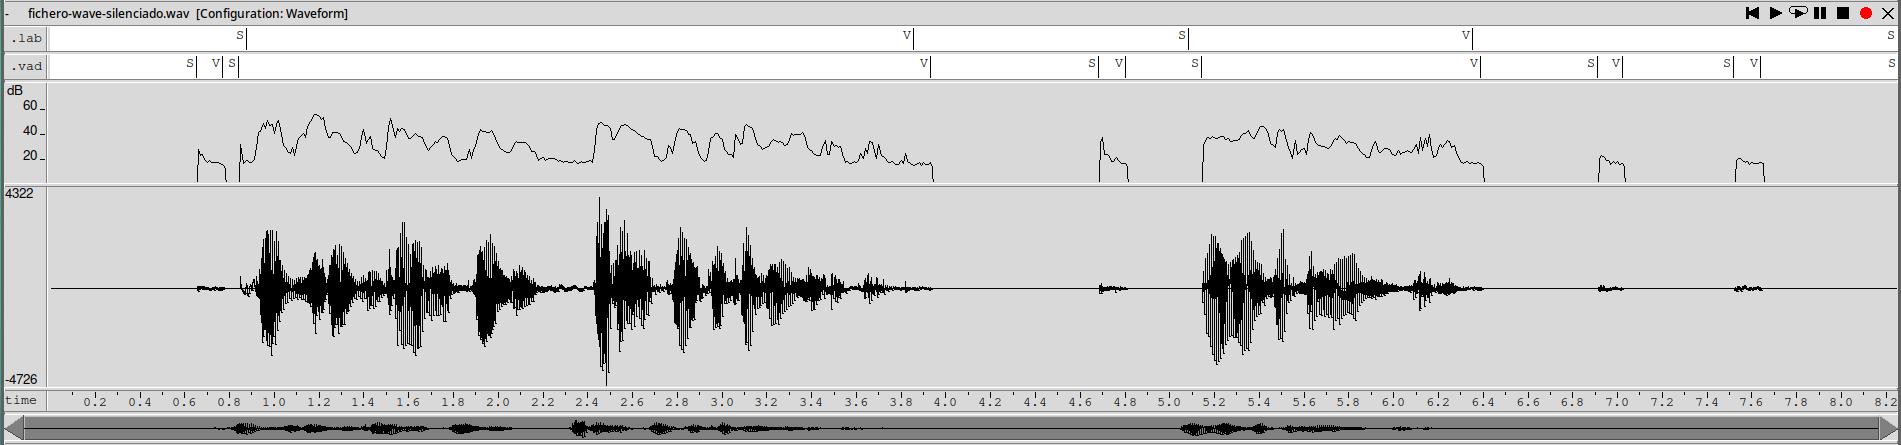 - fichero-wave-silenciado.wav [Configuration: Waveform]
.lab S V S V S
.vad S V S V S V S V S V S V S
dB
60
40
20
4322
-4726
time 0.2 0.4 0.6 0.8 1.0 1.2 1.4 1.6 1.8 2.0 2.2 2.4 2.6 2.8 3.0 3.2 3.4 3.6 3.8 4.0 4.2 4.4 4.6 4.8 5.0 5.2 5.4 5.6 5.8 6.0 6.2 6.4 6.6 6.8 7.0 7.2 7.4 7.6 7.8 8.0 8.2